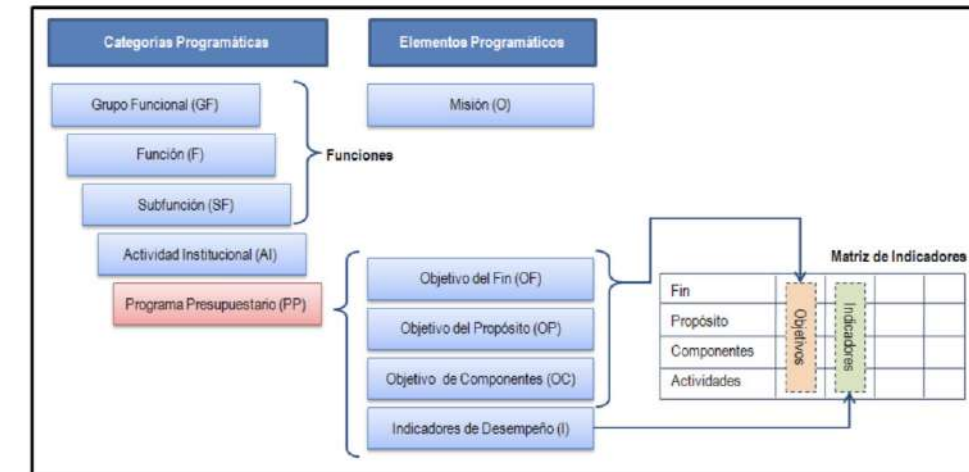 Categorías Programáticas
Elementos Programáticos
Grupo Funcional (GF)
Misión (O)
Función (F)
Funciones
Subfunción (SF)
Actividad Institucional (AI)
Programa Presupuestario (PP)
Objetivo del Fin (OF)
Objetivo del Propósito (OP)
Objetivo de Componentes (OC)
Indicadores de Desempeño (I)
Matriz de Indicadores
Fin
Propósito
Componentes
Actividades
Objetivos
Indicadores